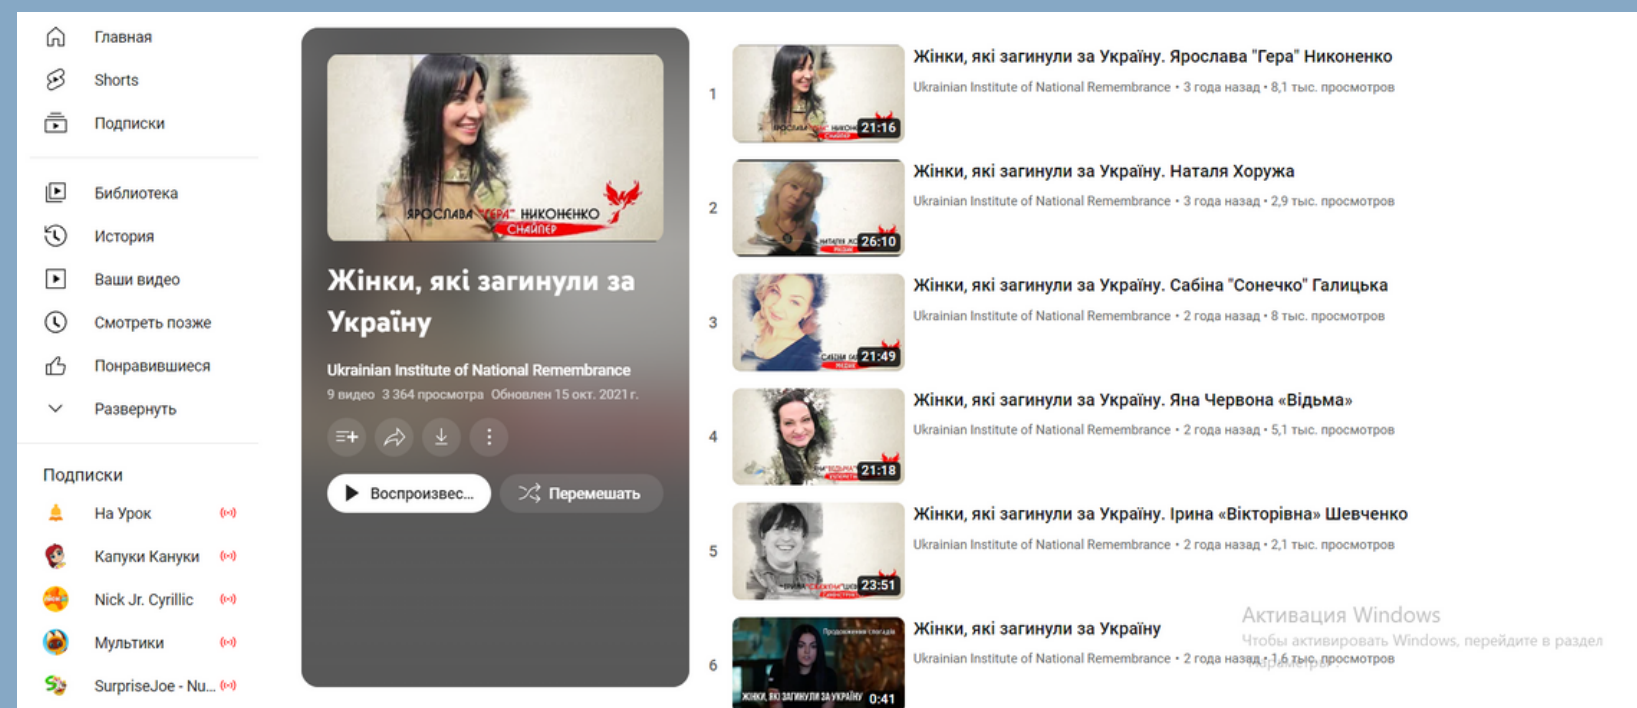 Главная
Shorts
Подписки
Библиотека
История
Ваши видео
Смотреть позже
Понравившиеся
Развернуть
Подписки
На Урок
Капуки Кануки
Nick Jr. Cyrillic
Мультики
SurpriseJoe - Nu...
ЯРОСЛАВА "ГЕРА" НИКОНЕНКО
СНАЙПЕР
Жінки, які загинули за
Україну
Ukrainian Institute of National Remembrance
9 видео 3 364 просмотра Обновлен 15 окт. 2021 г.
Воспроизвес...
Перемешать
1
21:16
Жінки, які загинули за Україну. Ярослава "Гера" Никоненко
Ukrainian Institute of National Remembrance • 3 года назад • 8,1 тыс. просмотров
2
26:10
Жінки, які загинули за Україну. Наталя Хоружа
Ukrainian Institute of National Remembrance • 3 года назад • 2,9 тыс. просмотров
3
21:49
Жінки, які загинули за Україну. Сабіна "Сонечко" Галицька
Ukrainian Institute of National Remembrance • 2 года назад • 8 тыс. просмотров
4
21:18
Жінки, які загинули за Україну. Яна Червона «Відьма»
Ukrainian Institute of National Remembrance • 2 года назад • 5,1 тыс. просмотров
5
23:51
Жінки, які загинули за Україну. Ірина «Вікторівна» Шевченко
Ukrainian Institute of National Remembrance • 2 года назад • 2,1 тыс. просмотров
6
ЖІНКИ, ЯКІ ЗАГИНУЛИ ЗА УКРАЇНУ
0:41
Жінки, які загинули за Україну
Ukrainian Institute of National Remembrance • 2 года назад • 1,6 тыс. просмотров
Активация Windows
Чтобы активировать Windows, перейдите в раздел